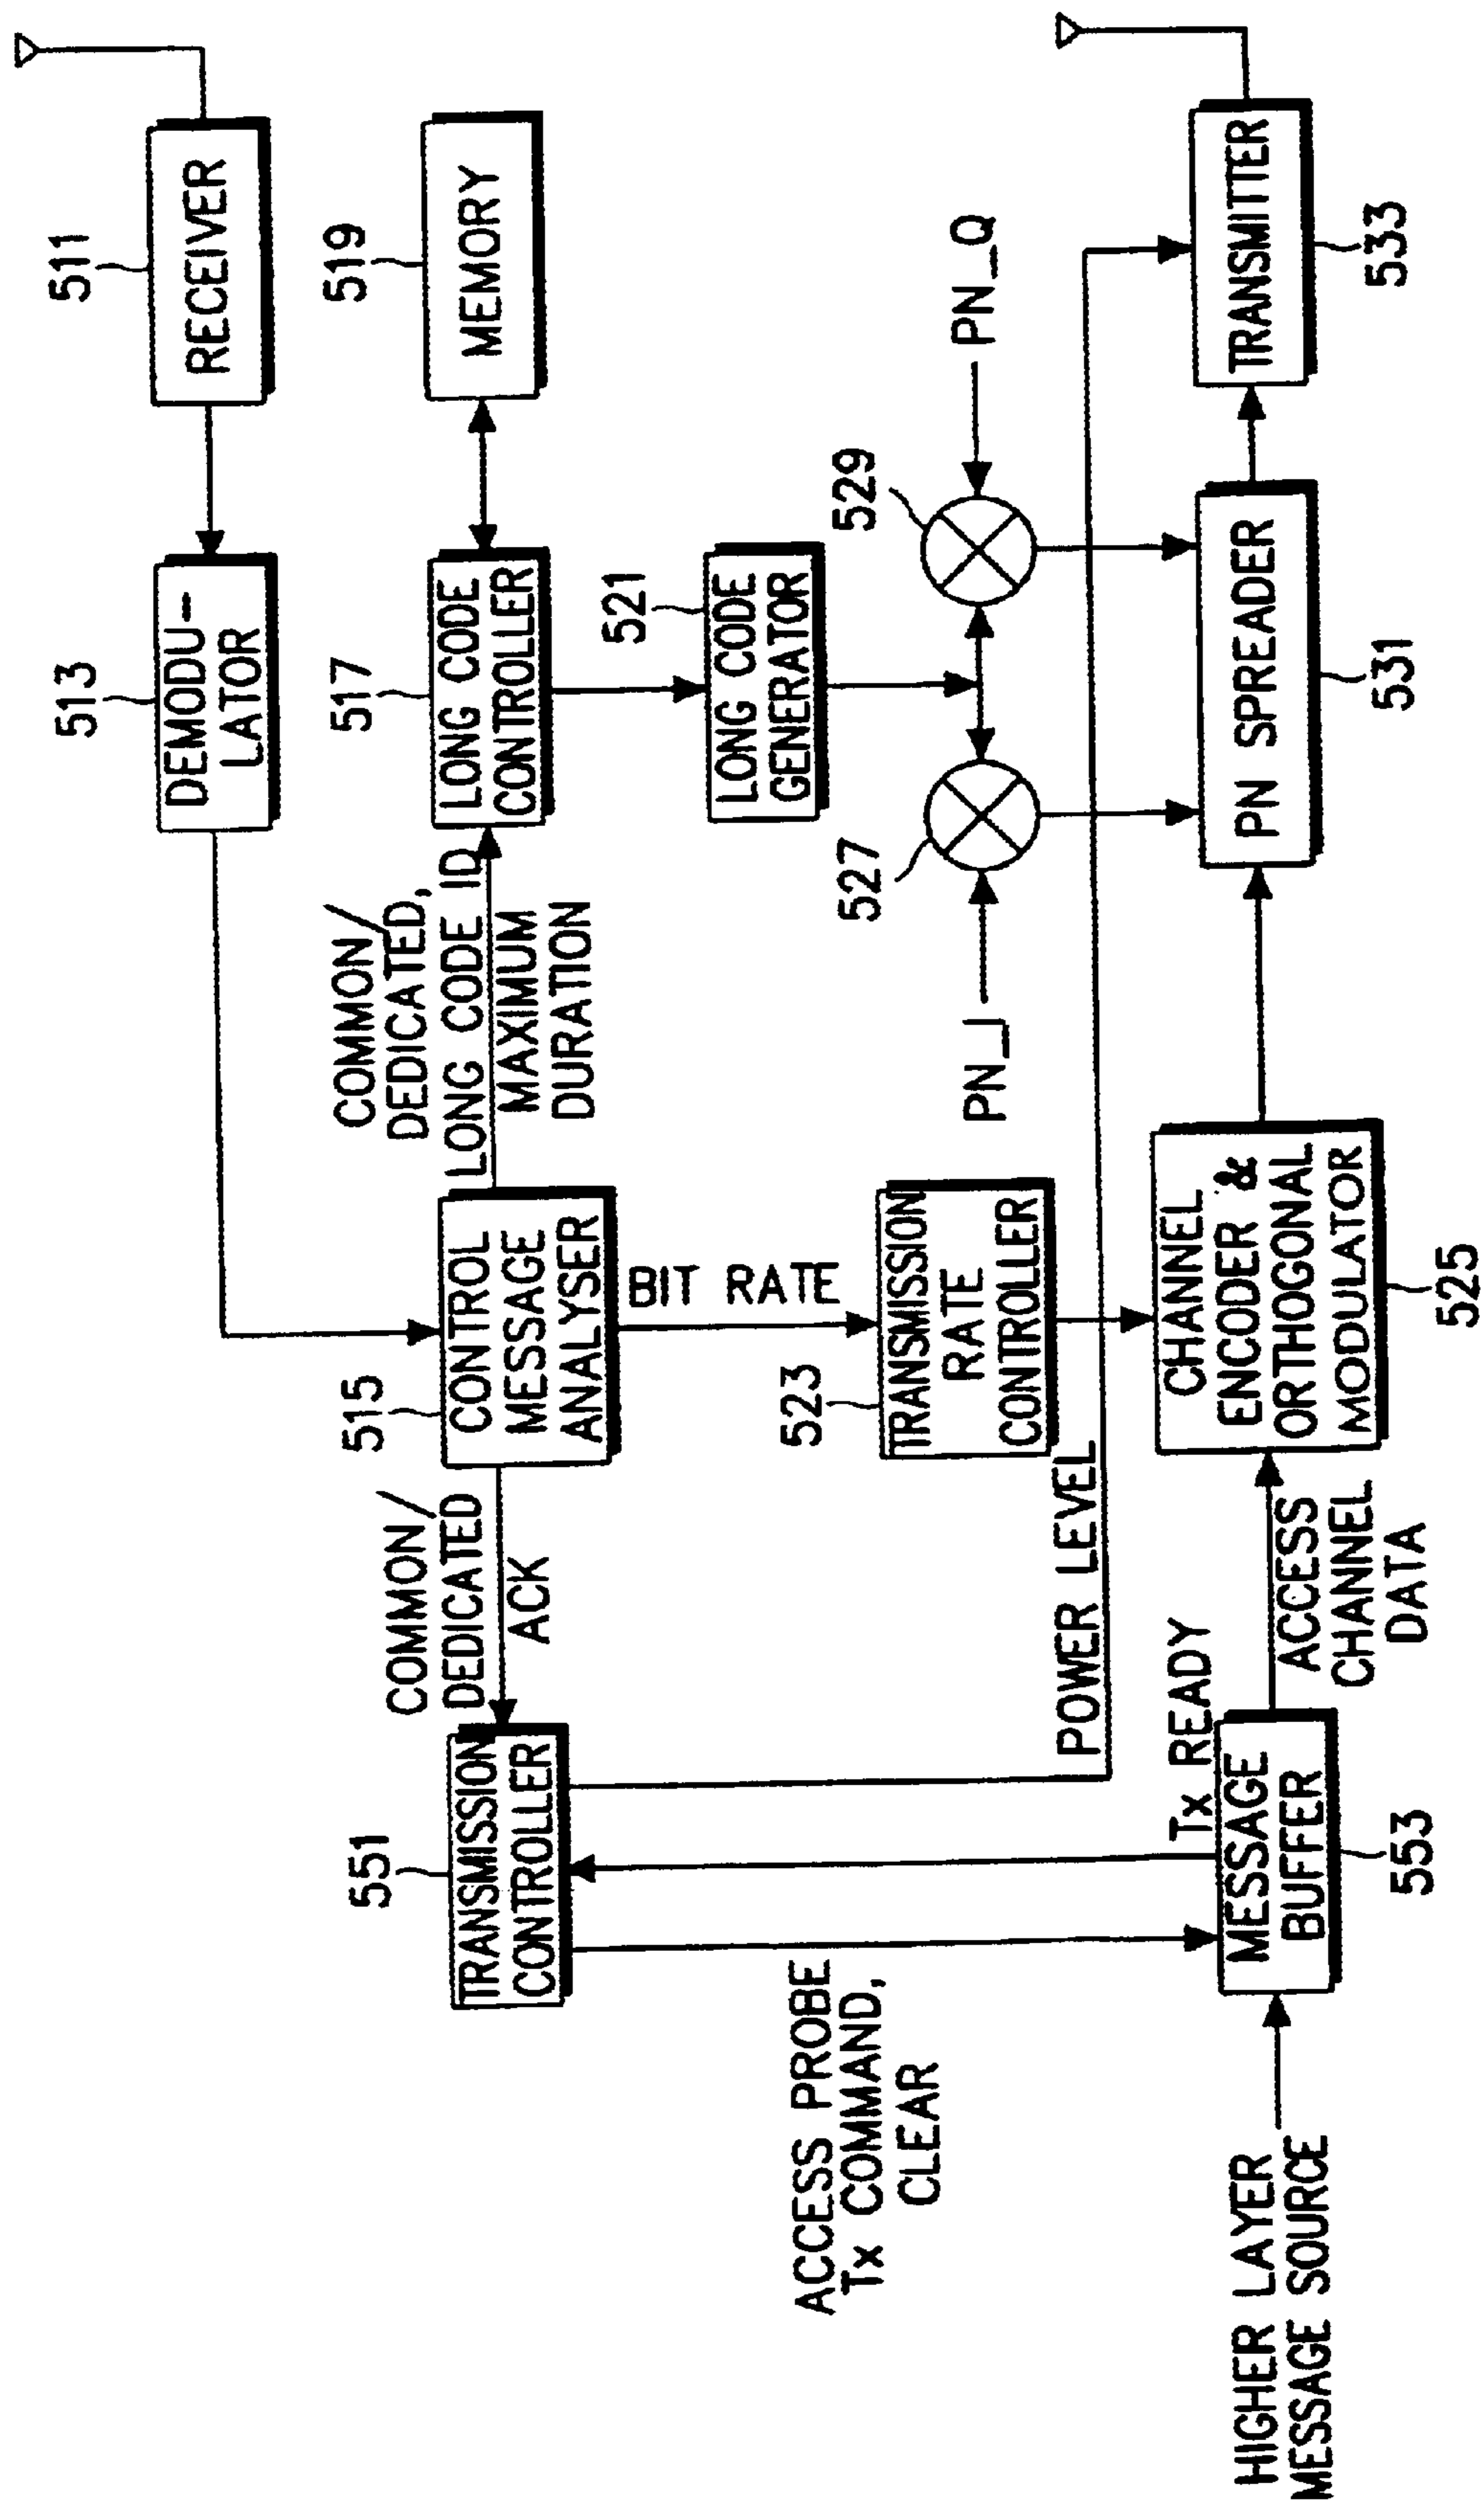 511
RECEIVER
513
DEMODU-
LATOR
519
MEMORY
517
LONG CODE
CONTROLLER
COMMON/
DEDICATED,
LONG CODE ID
MAXIMUM
DURATION
515
CONTROL
MESSAGE
ANALYSER
COMMON/
DEDICATED
ACK
551
TRANSMISSION
CONTROLLER
521
LONG CODE
GENERATOR
BIT RATE
523
TRANSMISSION
RATE
CONTROLLER
529
PN_Q
527
PN_I
POWER LEVEL
ACCESS PROBE
Tx COMMAND,
CLEAR
Tx READY
HIGHER LAYER
MESSAGE SOURCE
MESSAGE
BUFFER
553
ACCESS
CHANNEL
DATA
CHANNEL
ENCODER &
ORTHOGONAL
MODULATOR
525
PN SPREADER
531
TRANSMITTER
533